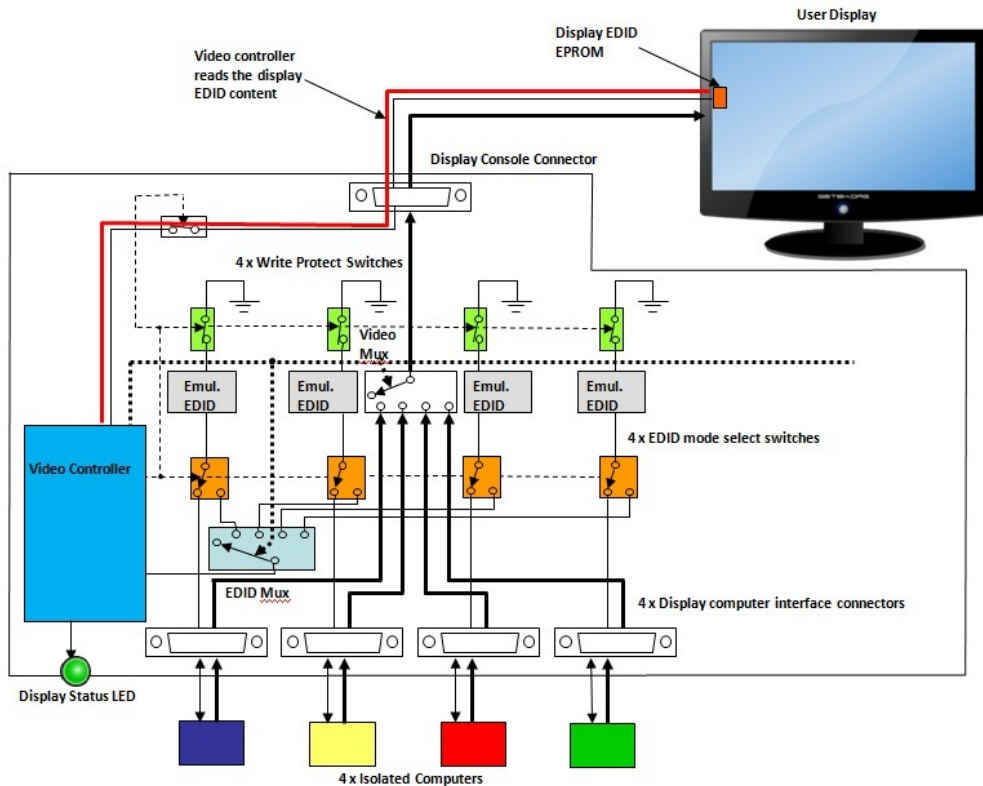 User Display
Display EDID
EPROM
Video controller
reads the display
EDID content
Display Console Connector
4 x Write Protect Switches
Video
Mux
Emul.
EDID
Emul.
EDID
Emul.
EDID
Emul.
EDID
4 x EDID mode select switches
Video Controller
EDID Mux
4 x Display computer interface connectors
Display Status LED
4 x Isolated Computers